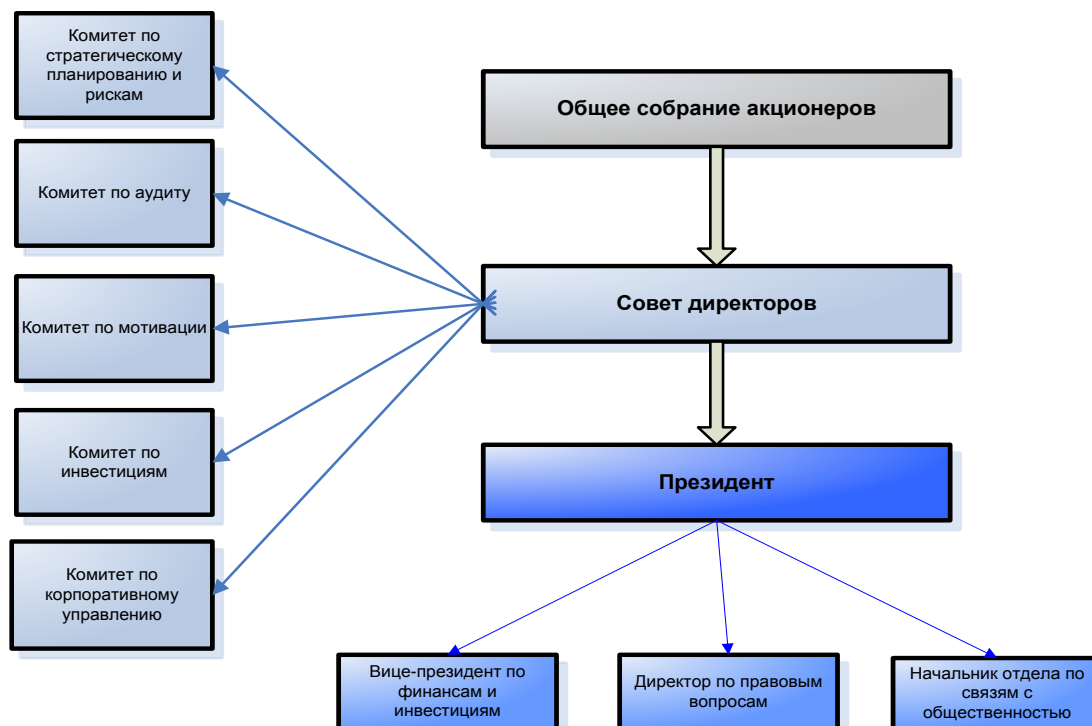 Комитет по
стратегическому
планированию и
рискам
Комитет по аудиту
Комитет по мотивации
Комитет по
инвестициям
Комитет по
корпоративному
управлению
Общее собрание акционеров
Совет директоров
Президент
Вице-президент по
финансам и
инвестициям
Директор по правовым
вопросам
Начальник отдела по
связям с
общественностью